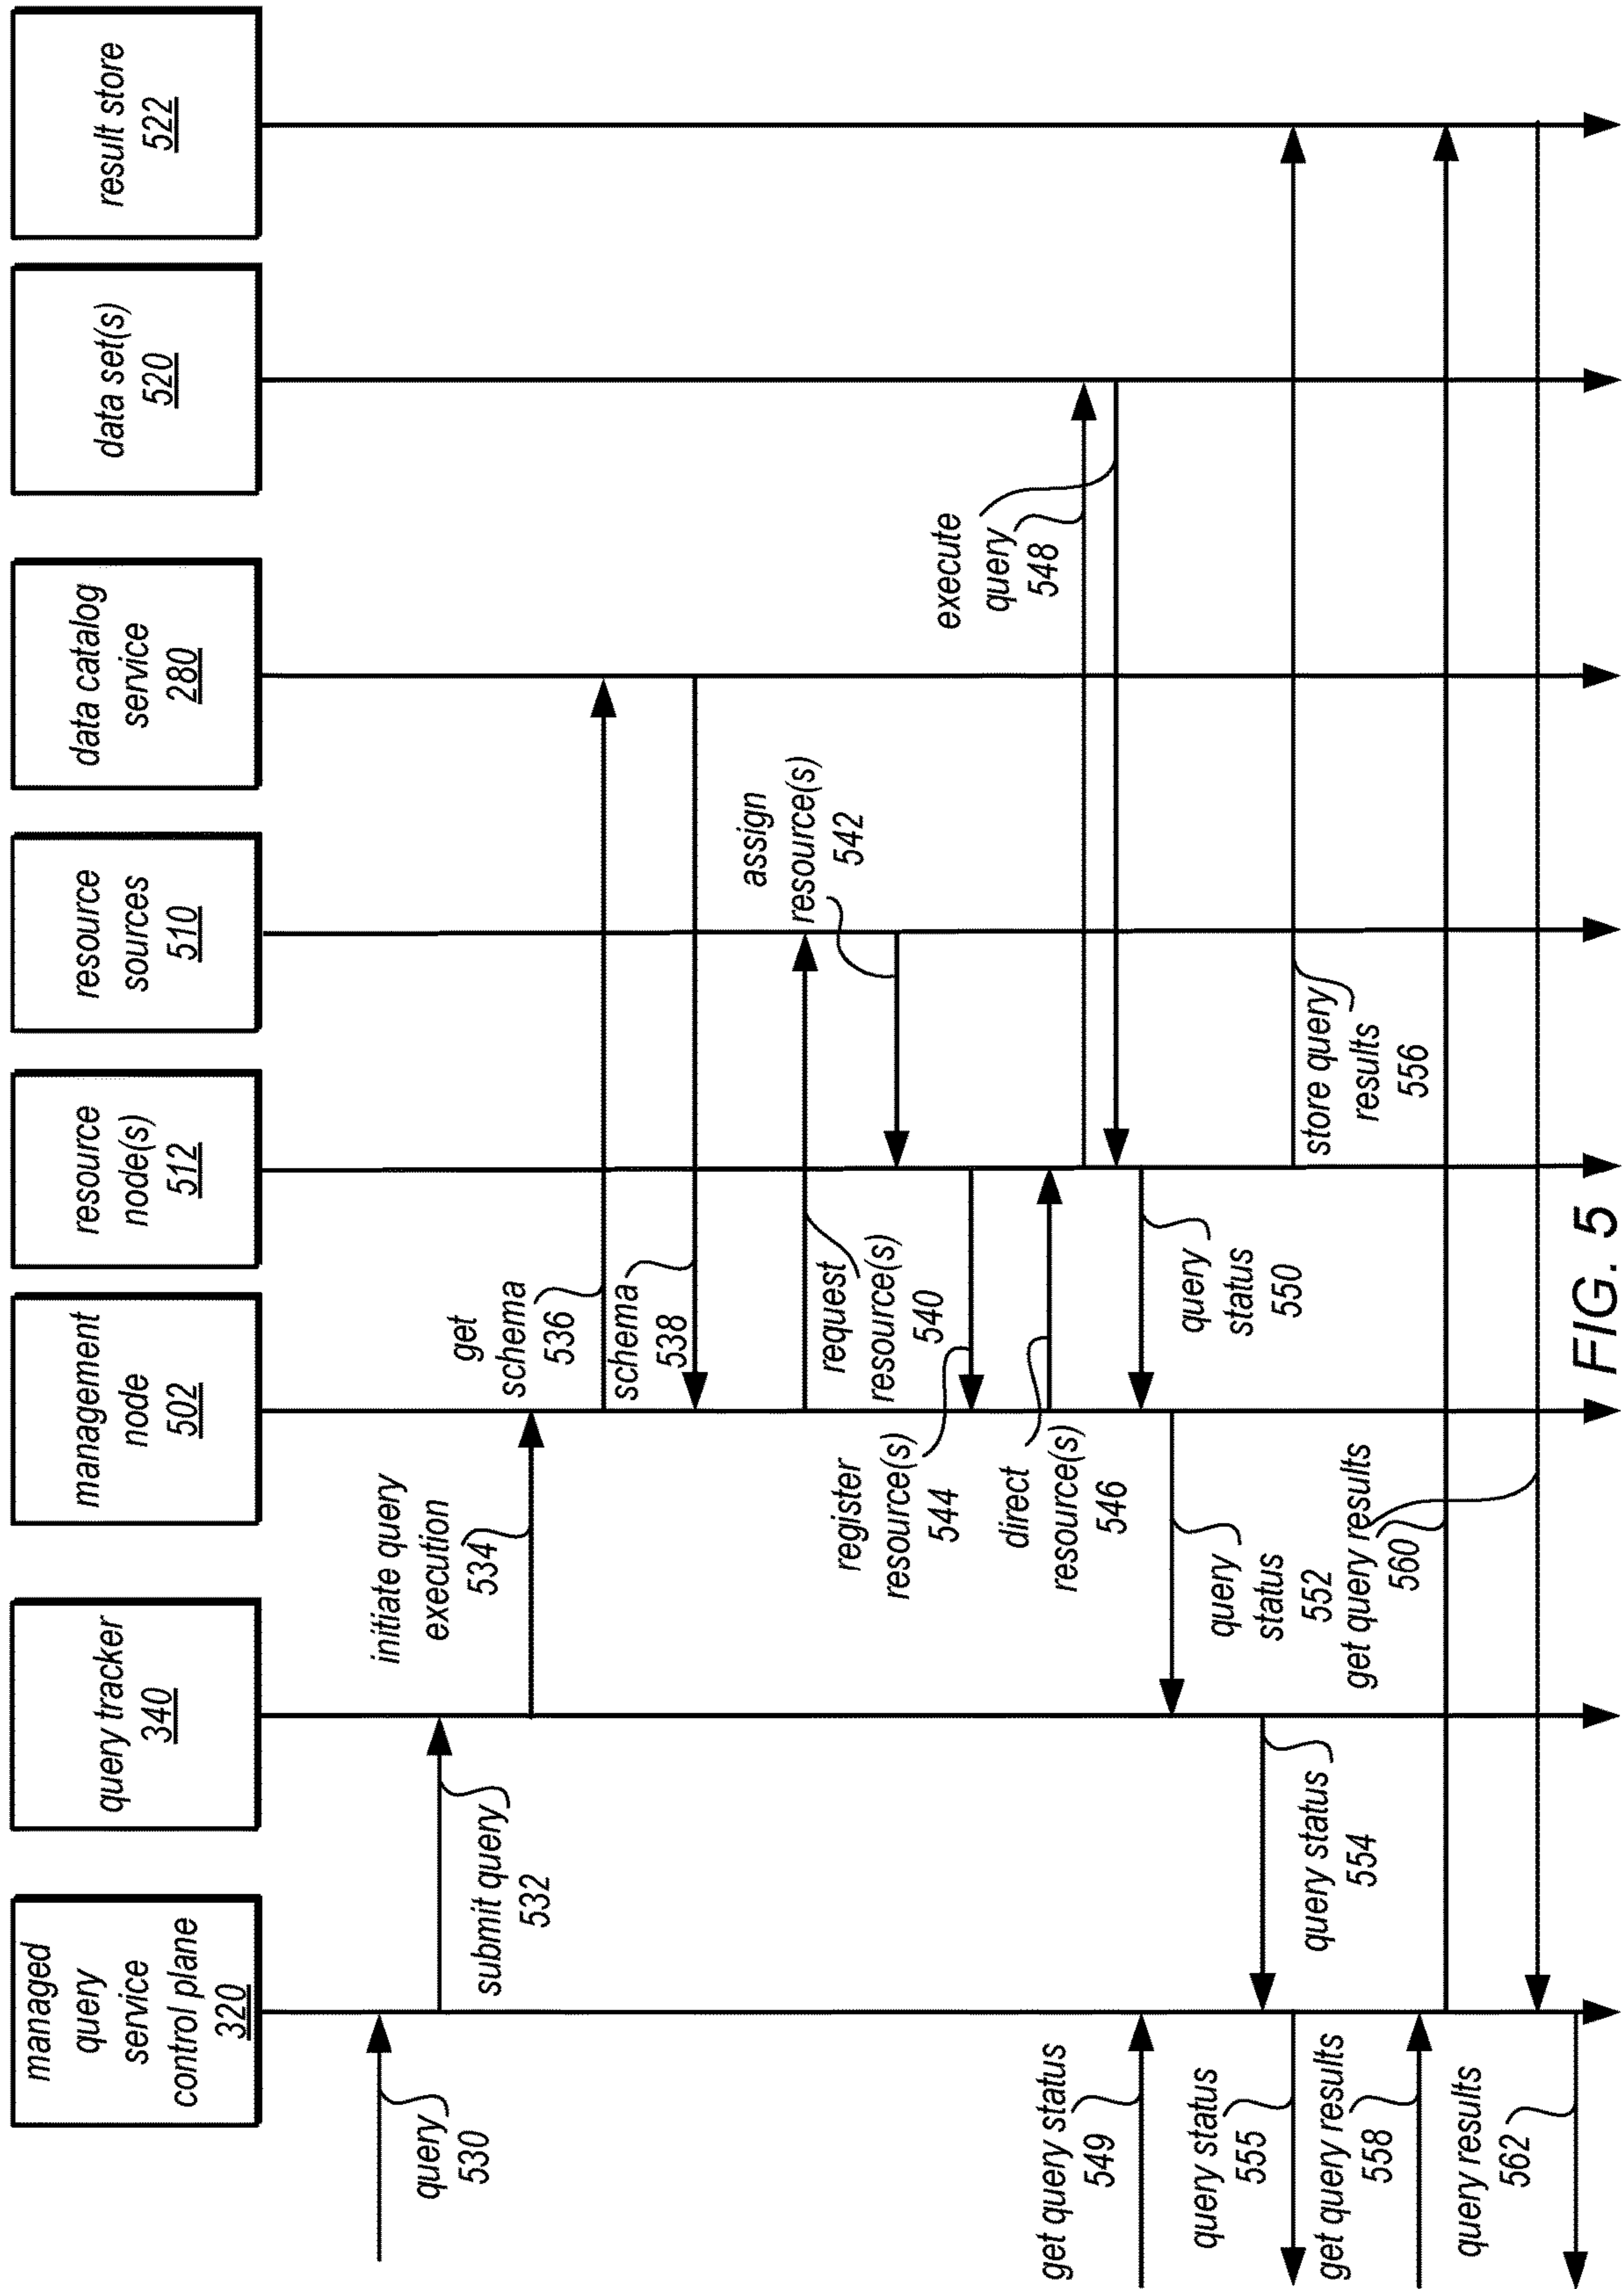 managed
query
service
control plane
320
query tracker
340
management
node
502
resource
node(s)
512
resource
sources
510
data catalog
service
280
data set(s)
520
result store
522
query
530
submit query
532
initiate query
execution
534
get
schema
536
schema
538
request
resource(s)
540
assign
resource(s)
542
register
resource(s)
544
direct
resource(s)
546
execute
query
548
get query status
549
query
status
550
query
status
552
query status
554
query status
555
store query
results
556
get query results
558
get query results
560
query results
562
FIG. 5